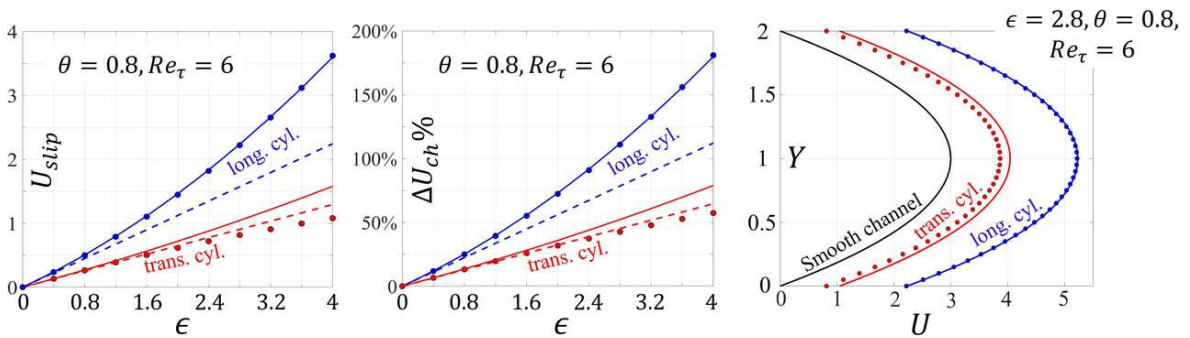 4
3
2
1
0
U_slip
θ = 0.8, Re_τ = 6
long. cyl.
trans. cyl.
0 0.8 1.6 2.4 3.2 4
ϵ
200%
150%
100%
50%
0
ΔU_ch%
θ = 0.8, Re_τ = 6
long. cyl.
trans. cyl.
0 0.8 1.6 2.4 3.2 4
ϵ
ϵ = 2.8, θ = 0.8,
Re_τ = 6
2
1.5
1
0.5
0
Y
Smooth channel
trans. cyl.
long. cyl.
0 1 2 3 4 5
U